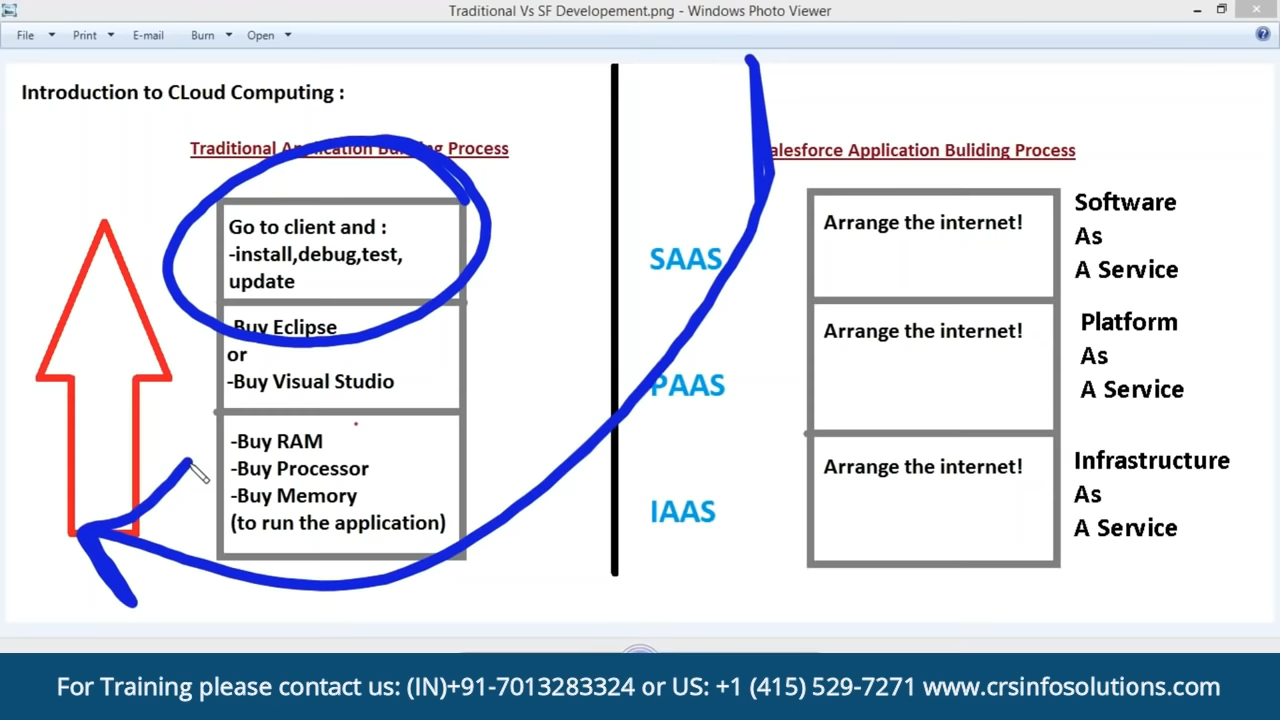 Traditional Vs SF Developement.png - Windows Photo Viewer
File Print E-mail Burn Open
Introduction to CLoud Computing :
Traditional Application Building Process
Go to client and :
-install,debug,test,
update
-Buy Eclipse
or
-Buy Visual Studio
-Buy RAM
-Buy Processor
-Buy Memory
(to run the application)
SAAS
PAAS
IAAS
alesforce Application Buliding Process
Arrange the internet!
Software
As
A Service
Arrange the internet!
Platform
As
A Service
Arrange the internet!
Infrastructure
As
A Service
For Training please contact us: (IN)+91-7013283324 or US: +1 (415) 529-7271 www.crsinfosolutions.com